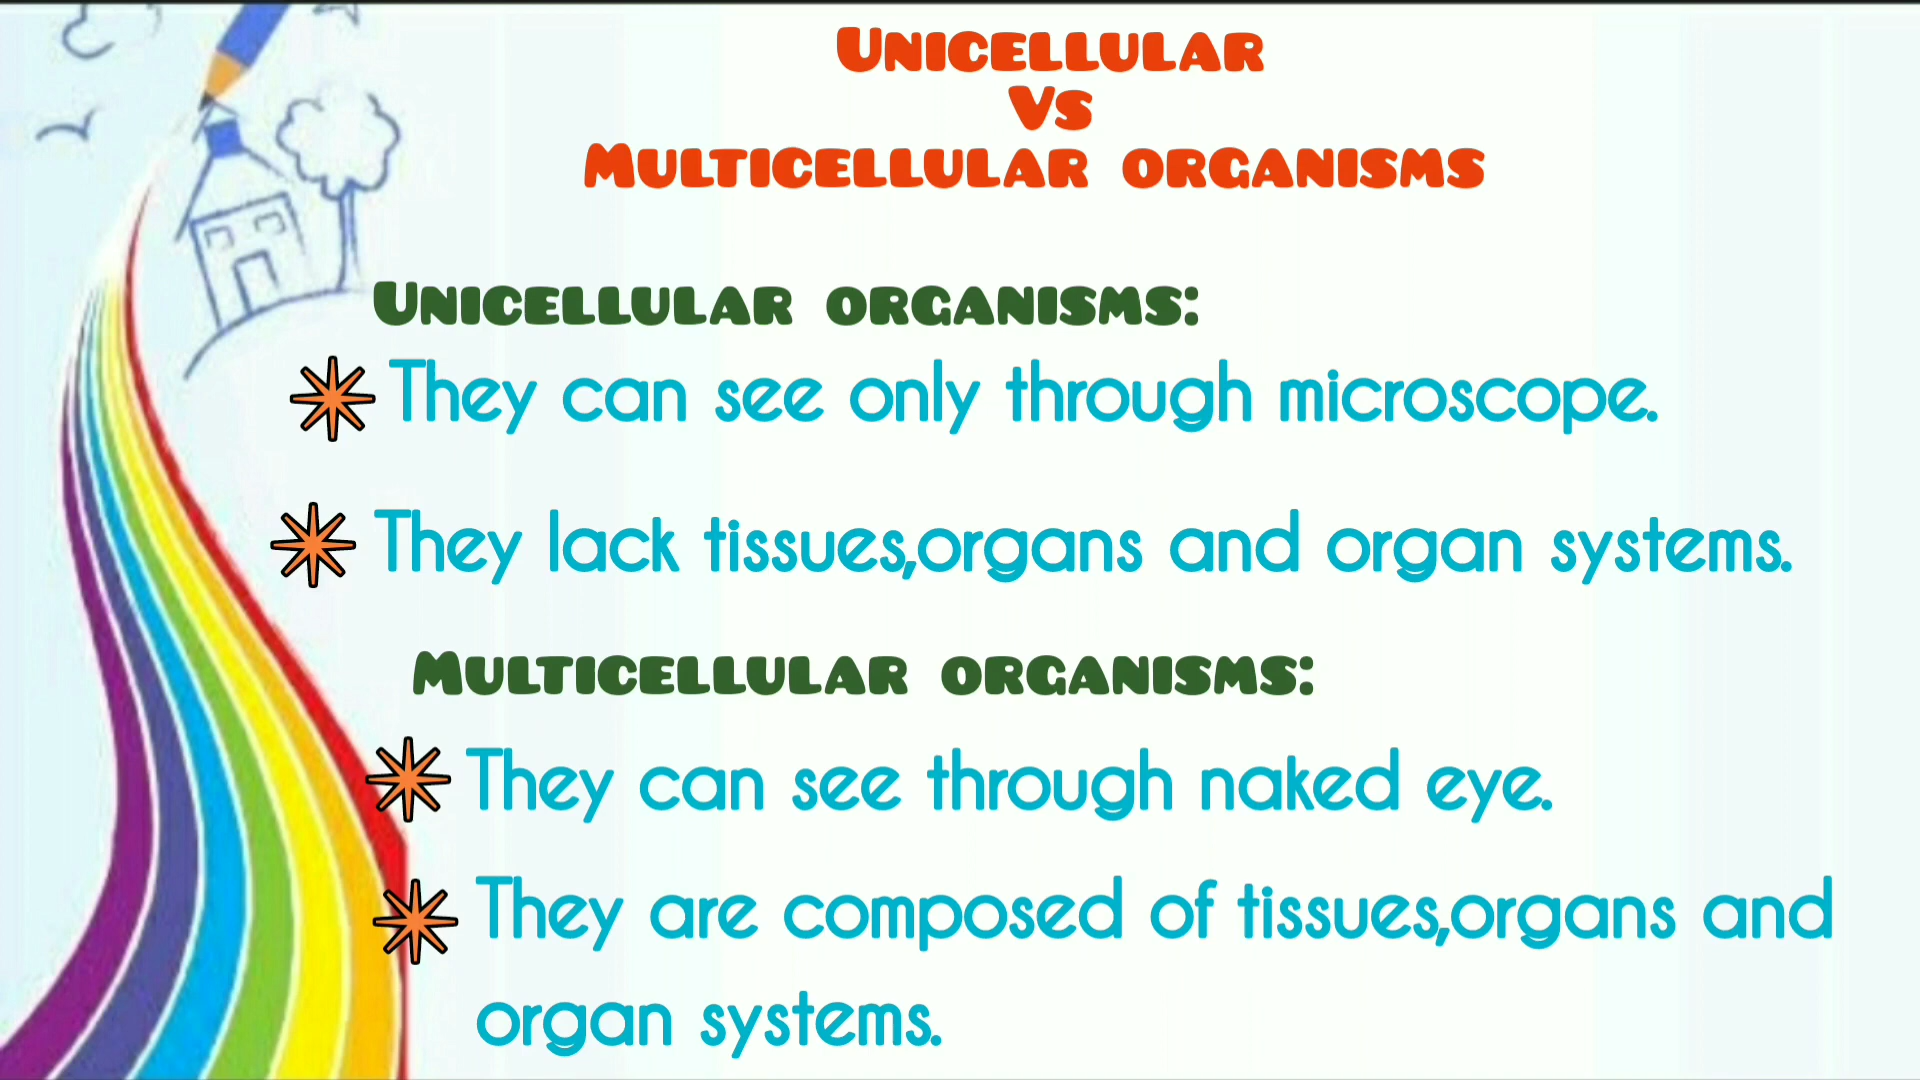 Unicellular
Vs
Multicellular organisms
Unicellular organisms:
They can see only through microscope.
They lack tissues,organs and organ systems.
Multicellular organisms:
They can see through naked eye.
They are composed of tissues,organs and
organ systems.